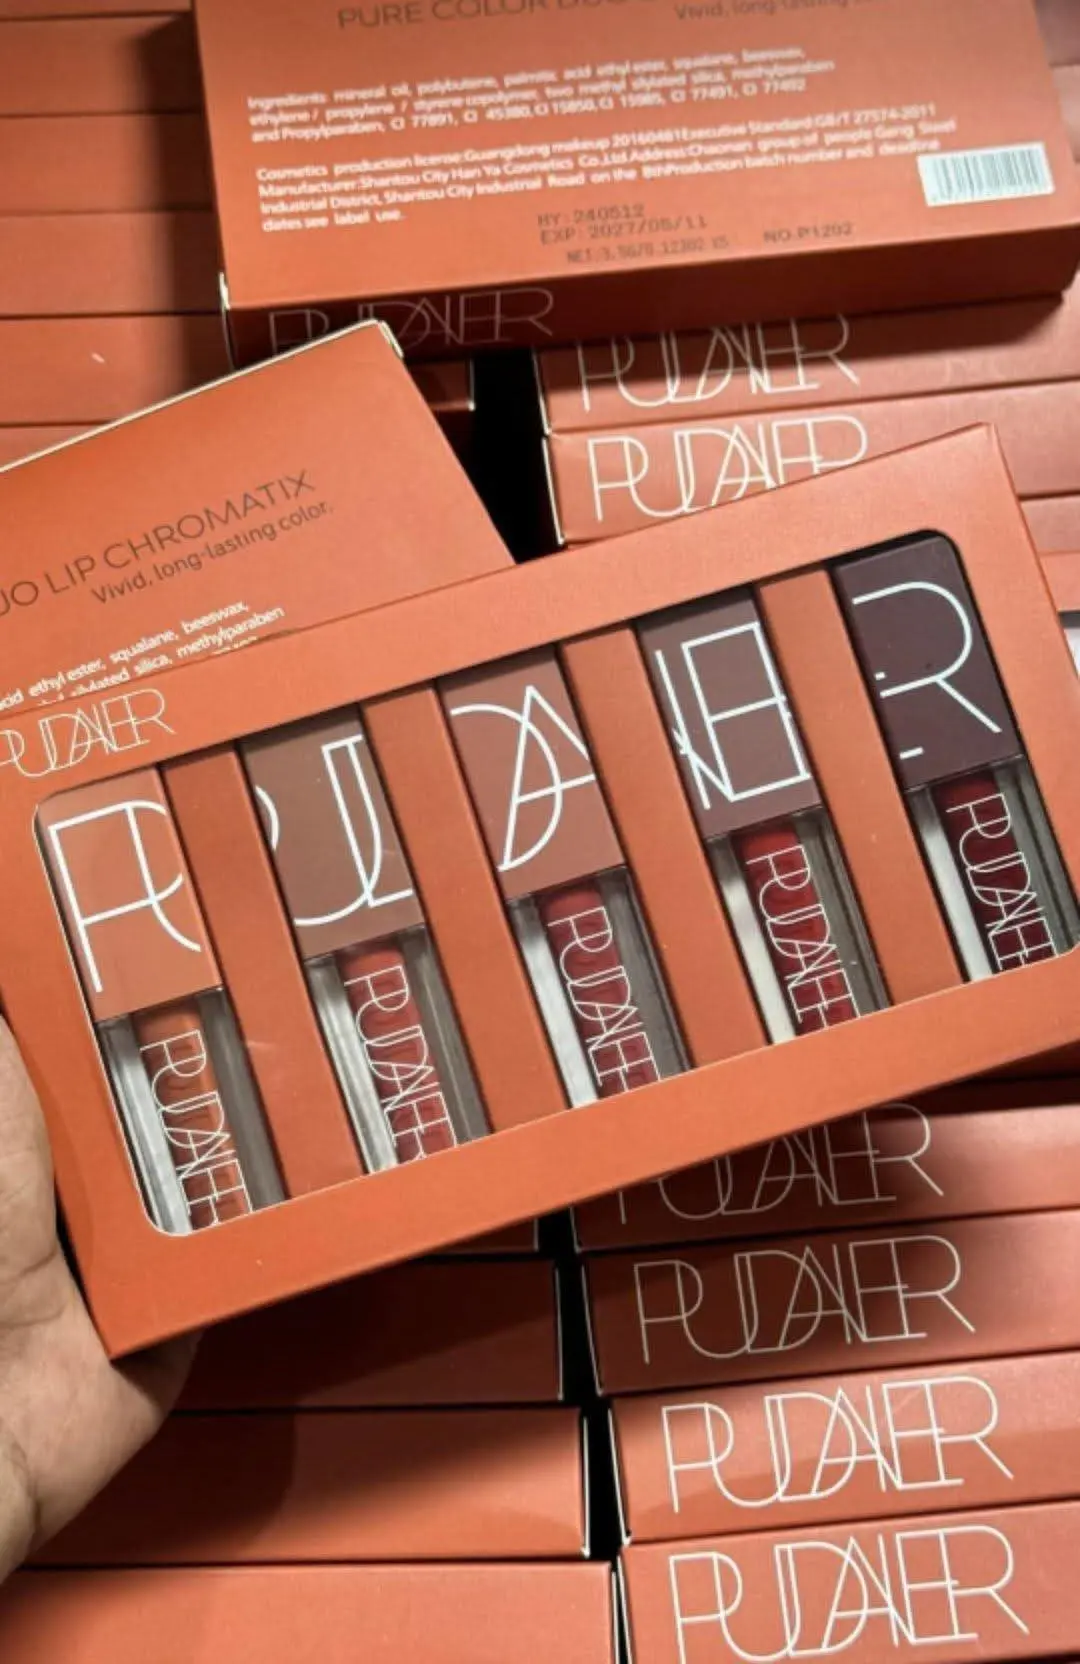 PURE COLOR DUO
Vivid, long-lasting
Ingredients: mineral oil, polybutene, palmitic acid ethyl ester, squalane, beeswax,
ethylene / propylene / styrene copolymer, two methyl silylated silica, methylparaben
and Propylparaben, CI 77891, CI 45380, CI 15850, CI 15985, CI 77491, CI 77492
Cosmetics production license:Guangdong makeup 20160481Executive Standard:GB/T 27574-2011
Manufacturer:Shantou City Han Ya Cosmetics Co.,Ltd Address:Chaonan group of people Gang Siwei
Industrial District, Shantou City Industrial Road on the 8thProduction batch number and deadline
dates see label use.
HY:240512
EXP:2027/05/11
NO.P1202
PUDAIER
PUDAIER
PUDAIER
UO LIP CHROMATIX
Vivid, long-lasting color.
acid ethyl ester, squalane, beeswax,
silylated silica, methylparaben
PUDAIER
PUDAIER
PUDAIER
PUDAIER
PUDAIER
PUDAIER
PUDAIER
PUDAIER
PUDAIER
PUDAIER
PUDAIER